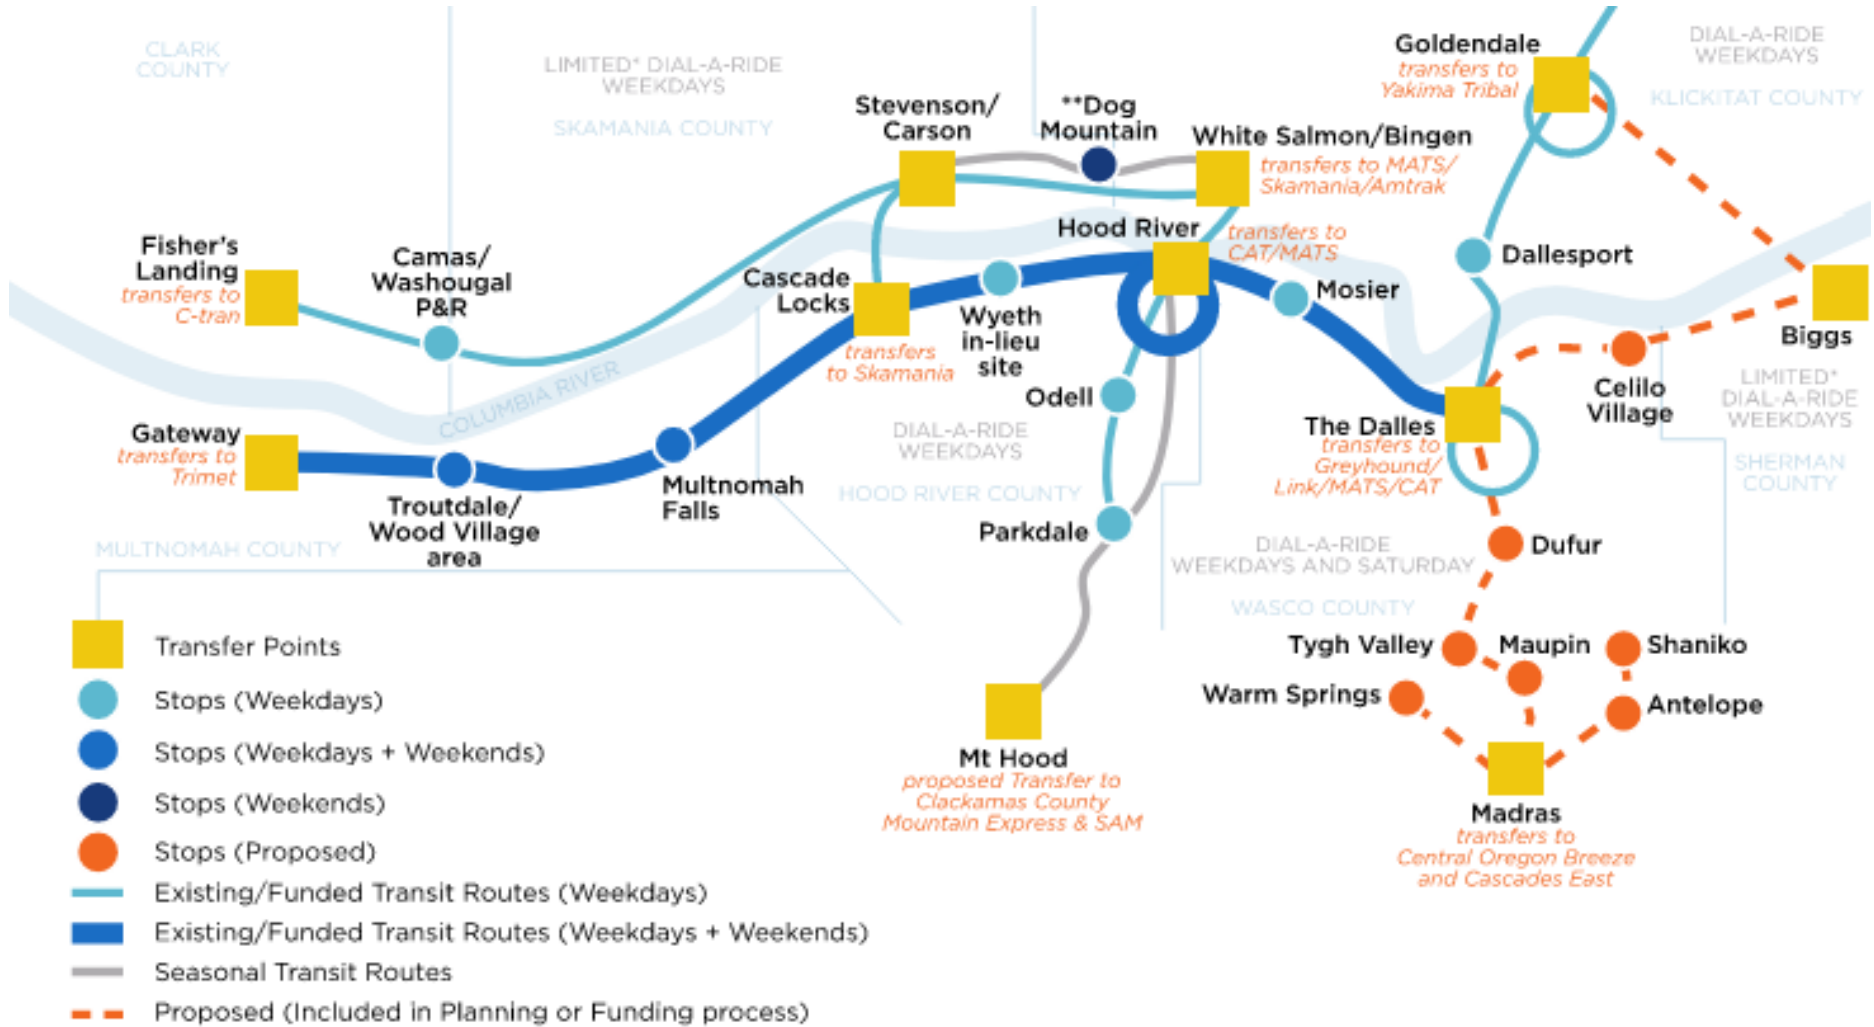 CLARK
COUNTY
LIMITED* DIAL-A-RIDE
WEEKDAYS
SKAMANIA COUNTY
Goldendale
transfers to
Yakima Tribal
DIAL-A-RIDE
WEEKDAYS
KLICKITAT COUNTY
Stevenson/
Carson
**Dog
Mountain
White Salmon/Bingen
transfers to MATS/
Skamania/Amtrak
Fisher's
Landing
transfers to
C-tran
Camas/
Washougal
P&R
Cascade
Locks
transfers
to Skamania
Hood River
transfers to
CAT/MATS
Wyeth
in-lieu
site
Mosier
Dallesport
Biggs
COLUMBIA RIVER
Odell
Celilo
Village
LIMITED*
DIAL-A-RIDE
WEEKDAYS
SHERMAN
COUNTY
Gateway
transfers to
Trimet
Troutdale/
Wood Village
area
Multnomah
Falls
DIAL-A-RIDE
WEEKDAYS
HOOD RIVER COUNTY
The Dalles
transfers to
Greyhound/
Link/MATS/CAT
Parkdale
MULTNOMAH COUNTY
DIAL-A-RIDE
WEEKDAYS AND SATURDAY
WASCO COUNTY
Dufur
Tygh Valley
Maupin
Shaniko
Warm Springs
Antelope
Mt Hood
proposed Transfer to
Clackamas County
Mountain Express & SAM
Madras
transfers to
Central Oregon Breeze
and Cascades East
Transfer Points
Stops (Weekdays)
Stops (Weekdays + Weekends)
Stops (Weekends)
Stops (Proposed)
Existing/Funded Transit Routes (Weekdays)
Existing/Funded Transit Routes (Weekdays + Weekends)
Seasonal Transit Routes
Proposed (Included in Planning or Funding process)